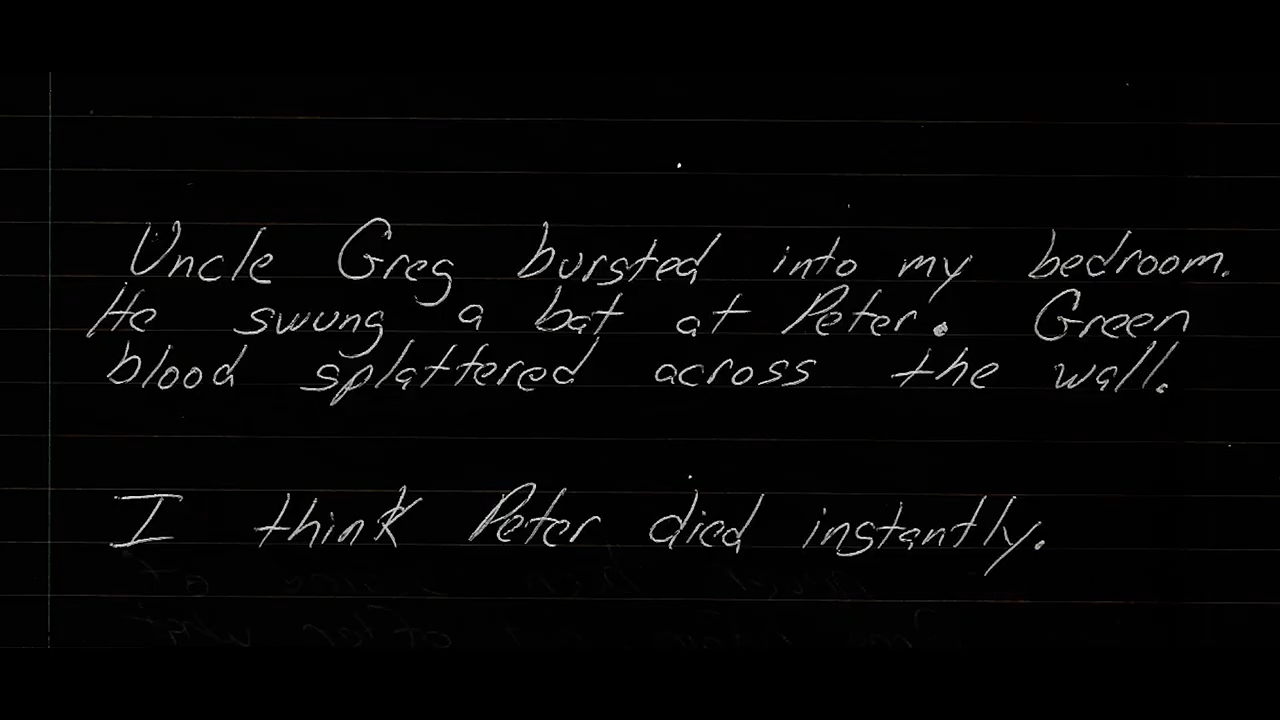 Uncle Greg bursted into my bedroom.
He swung a bat at Peter. Green
blood splattered across the wall.
I think Peter died instantly.